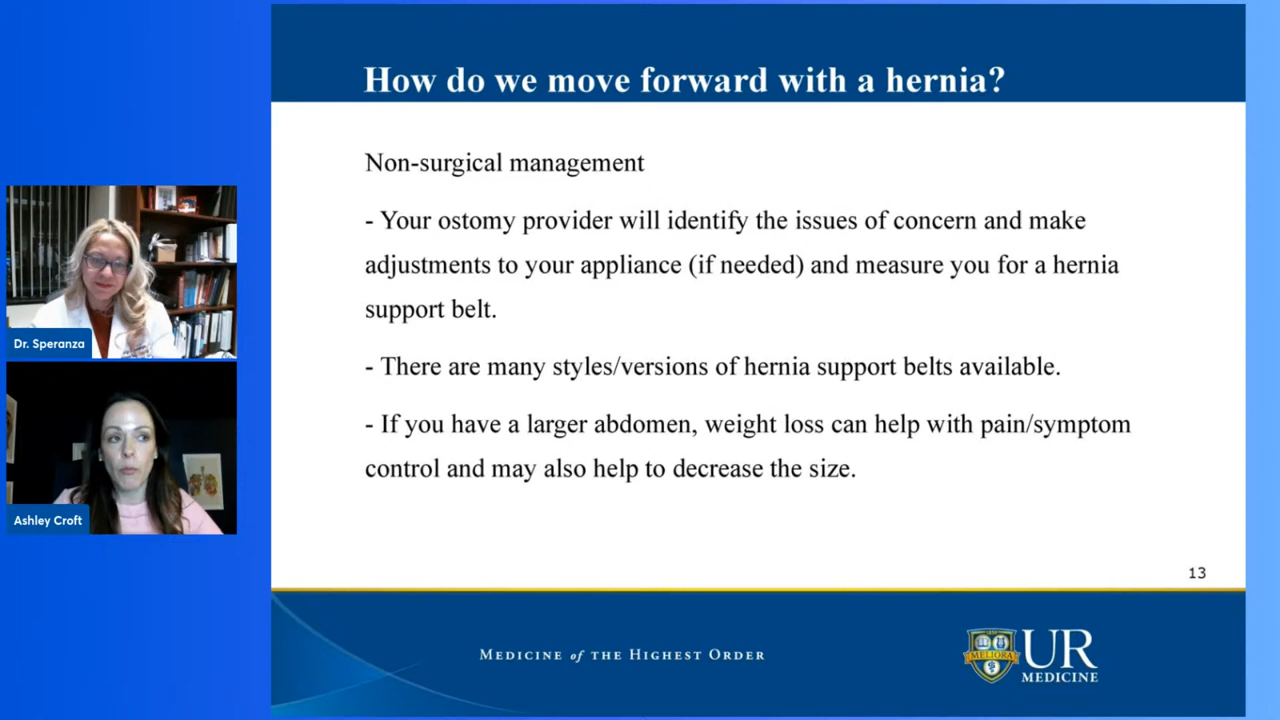 How do we move forward with a hernia?
Non-surgical management
- Your ostomy provider will identify the issues of concern and make
adjustments to your appliance (if needed) and measure you for a hernia
support belt.
- There are many styles/versions of hernia support belts available.
- If you have a larger abdomen, weight loss can help with pain/symptom
control and may also help to decrease the size.
Dr. Speranza
Ashley Croft
13
MEDICINE of THE HIGHEST ORDER
MELIORA
UR
MEDICINE